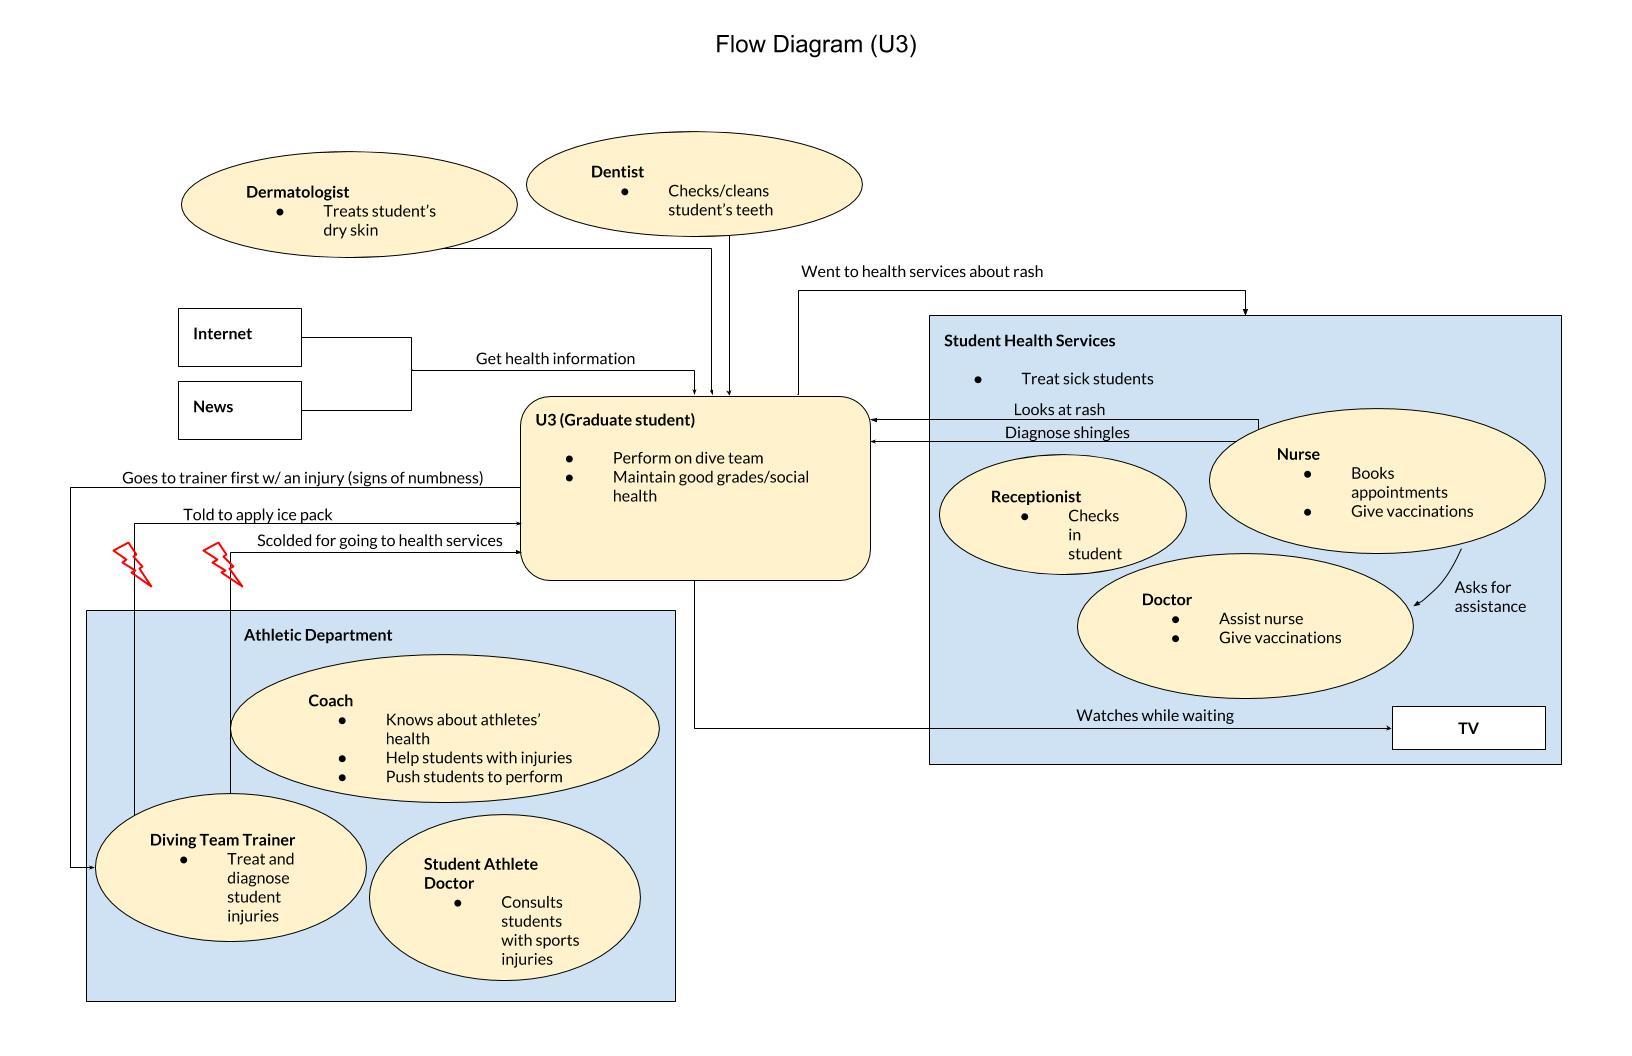 Flow Diagram (U3)
Dermatologist
● Treats student's
dry skin
Dentist
● Checks/cleans
student's teeth
Went to health services about rash
Internet
News
Get health information
U3 (Graduate student)
● Perform on dive team
● Maintain good grades/social
health
Student Health Services
● Treat sick students
Looks at rash
Diagnose shingles
Nurse
● Books
appointments
● Give vaccinations
Receptionist
● Checks
in
student
Doctor
● Assist nurse
● Give vaccinations
Asks for
assistance
Watches while waiting
TV
Goes to trainer first w/ an injury (signs of numbness)
Told to apply ice pack
Scolded for going to health services
Athletic Department
Coach
● Knows about athletes'
health
● Help students with injuries
● Push students to perform
Diving Team Trainer
● Treat and
diagnose
student
injuries
Student Athlete
Doctor
● Consults
students
with sports
injuries